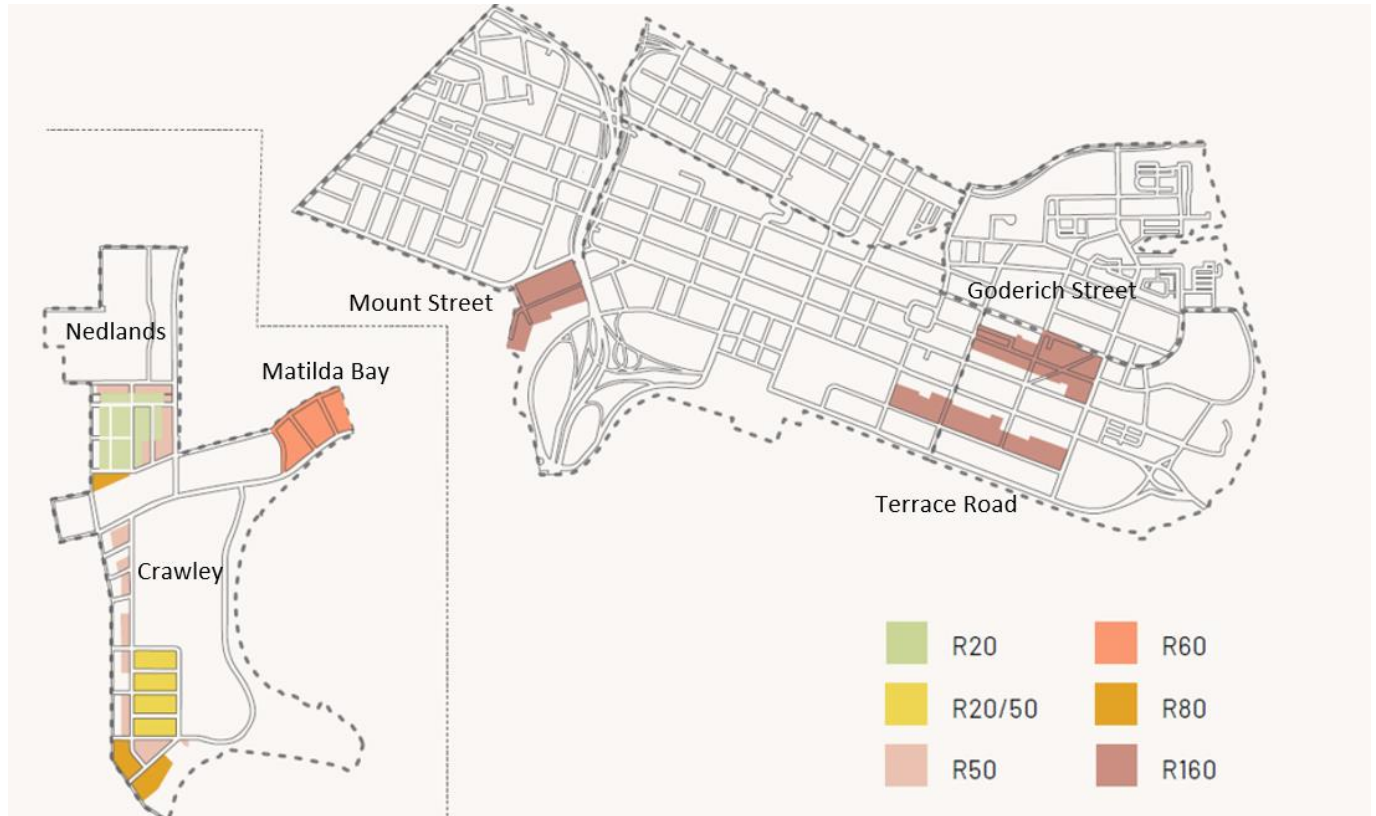 Goderich Street
Mount Street
Nedlands
Matilda Bay
Terrace Road
Crawley
R20
R60
R20/50
R80
R50
R160